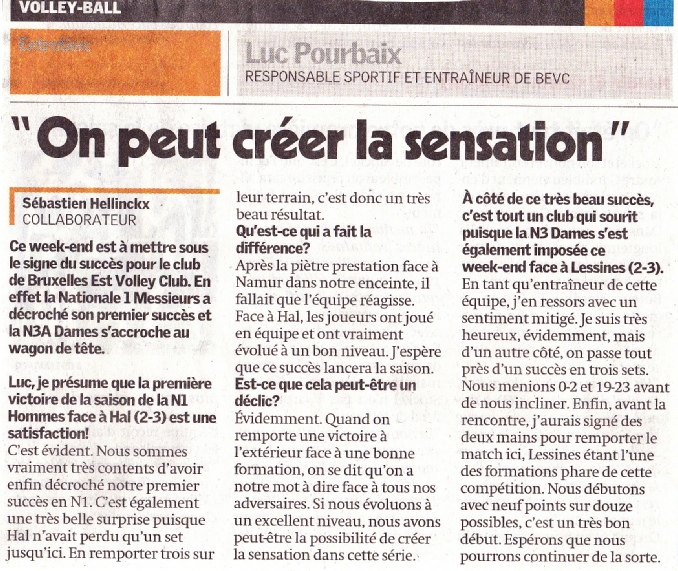 VOLLEY-BALL
Entretien
Luc Pourbaix
RESPONSABLE SPORTIF ET ENTRAÎNEUR DE BEVC
"On peut créer la sensation"
Sébastien Hellinckx
COLLABORATEUR
Ce week-end est à mettre sous
le signe du succès pour le club
de Bruxelles Est Volley Club. En
effet la Nationale 1 Messieurs a
décroché son premier succès et
la N3A Dames s'accroche au
wagon de tête.
Luc, je présume que la première
victoire de la saison de la N1
Hommes face à Hal (2-3) est une
satisfaction!
C'est évident. Nous sommes
vraiment très contents d'avoir
enfin décroché notre premier
succès en N1. C'est également
une très belle surprise puisque
Hal n'avait perdu qu'un set
jusqu'ici. En remporter trois sur
leur terrain, c'est donc un très
beau résultat.
Qu'est-ce qui a fait la
différence?
Après la piètre prestation face à
Namur dans notre enceinte, il
fallait que l'équipe réagisse.
Face à Hal, les joueurs ont joué
en équipe et ont vraiment
évolué à un bon niveau. J'espère
que ce succès lancera la saison.
Est-ce que cela peut-être un
déclic?
Évidemment. Quand on
remporte une victoire à
l'extérieur face à une bonne
formation, on se dit qu'on a
notre mot à dire face à tous nos
adversaires. Si nous évoluons à
un excellent niveau, nous avons
peut-être la possibilité de créer
la sensation dans cette série.
À côté de ce très beau succès,
c'est tout un club qui sourit
puisque la N3 Dames s'est
également imposée ce
week-end face à Lessines (2-3).
En tant qu'entraîneur de cette
équipe, j'en ressors avec un
sentiment mitigé. Je suis très
heureux, évidemment, mais
d'un autre côté, on passe tout
près d'un succès en trois sets.
Nous menions 0-2 et 19-23 avant
de nous incliner. Enfin, avant la
rencontre, j'aurais signé des
deux mains pour remporter le
match ici, Lessines étant l'une
des formations phare de cette
compétition. Nous débutons
avec neuf points sur douze
possibles, c'est un très bon
début. Espérons que nous
pourrons continuer de la sorte.